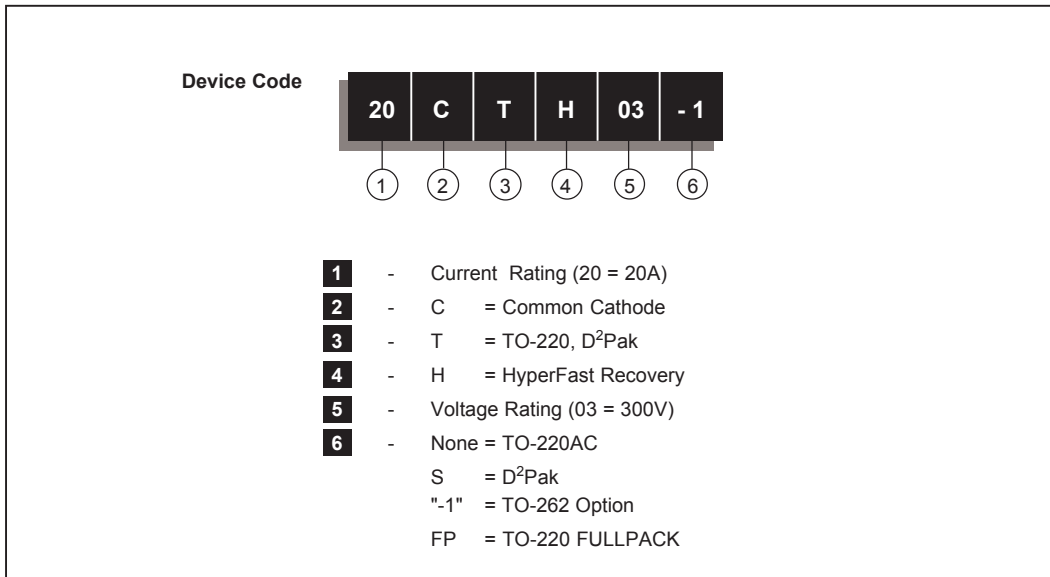 Device Code
20 C T H 03 - 1
1 2 3 4 5 6
1 - Current Rating (20 = 20A)
2 - C = Common Cathode
3 - T = TO-220, D²Pak
4 - H = HyperFast Recovery
5 - Voltage Rating (03 = 300V)
6 - None = TO-220AC
S = D²Pak
"-1" = TO-262 Option
FP = TO-220 FULLPACK